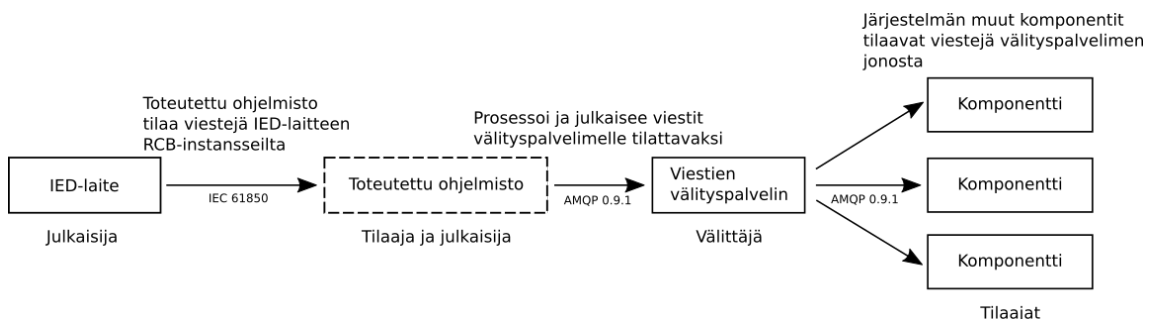 Järjestelmän muut komponentit
tilaavat viestejä välityspalvelimen
jonosta
Toteutettu ohjelmisto
tilaa viestejä IED-laitteen
RCB-instansseilta
Prosessoi ja julkaisee viestit
välityspalvelimelle tilattavaksi
Komponentti
IED-laite
IEC 61850
Toteutettu ohjelmisto
AMQP 0.9.1
Viestien
välityspalvelin
AMQP 0.9.1
Komponentti
Julkaisija
Tilaaja ja julkaisija
Välittäjä
Komponentti
Tilaajat